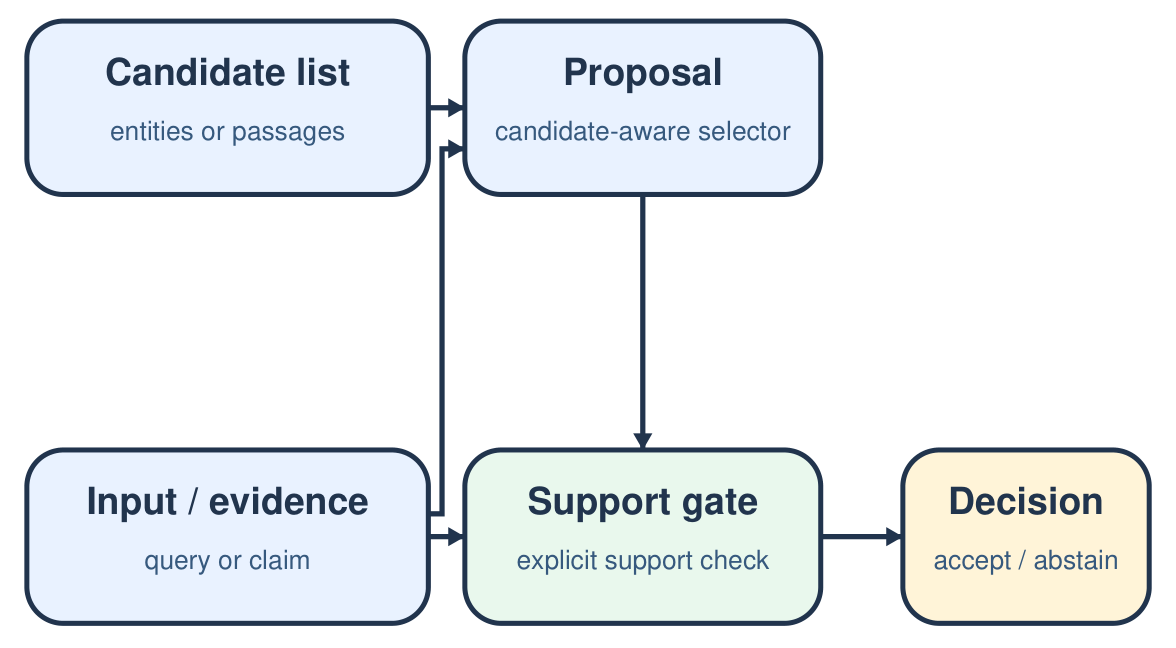 Candidate list
entities or passages
Proposal
candidate-aware selector
Input / evidence
query or claim
Support gate
explicit support check
Decision
accept / abstain